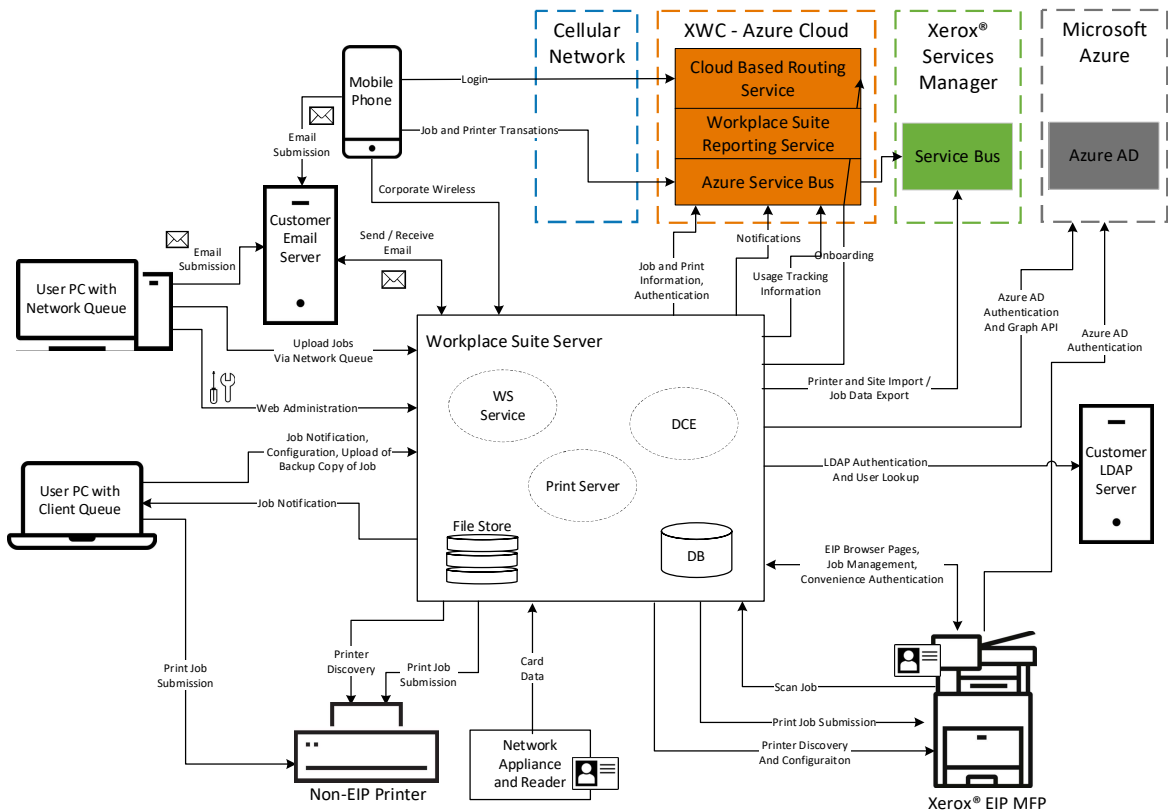 Cellular
Network
XWC - Azure Cloud
Xerox®
Services
Manager
Microsoft
Azure
Cloud Based Routing
Service
Workplace Suite
Reporting Service
Azure Service Bus
Service Bus
Azure AD
Mobile
Phone
Login
Job and Printer Transations
Email
Submission
Corporate Wireless
Customer
Email
Server
Send / Receive
Email
Email
Submission
User PC with
Network Queue
Upload Jobs
Via Network Queue
Web Administration
Job and Print
Information,
Authentication
Notifications
Usage Tracking
Information
Onboarding
Azure AD
Authentication
And Graph API
Azure AD
Authentication
Printer and Site Import /
Job Data Export
Workplace Suite Server
WS
Service
DCE
Print Server
File Store
DB
Job Notification,
Configuration, Upload of
Backup Copy of Job
User PC with
Client Queue
Job Notification
LDAP Authentication
And User Lookup
Customer
LDAP
Server
EIP Browser Pages,
Job Management,
Convenience Authentication
Print Job
Submission
Printer
Discovery
Print Job
Submission
Card
Data
Scan Job
Print Job Submission
Printer Discovery
And Configuraiton
Non-EIP Printer
Network
Appliance
and Reader
Xerox® EIP MFP